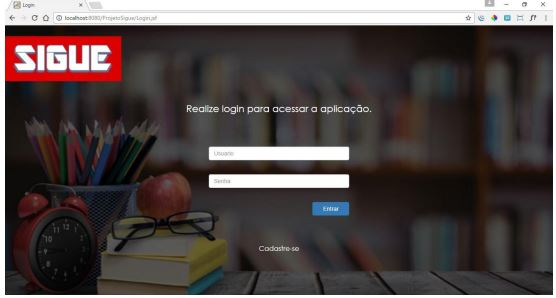 Login
localhost:8080/ProjetoSigue/Login.jsf
SIGUE
Realize login para acessar a aplicação.
Usuario
Senha
Entrar
Cadastre-se